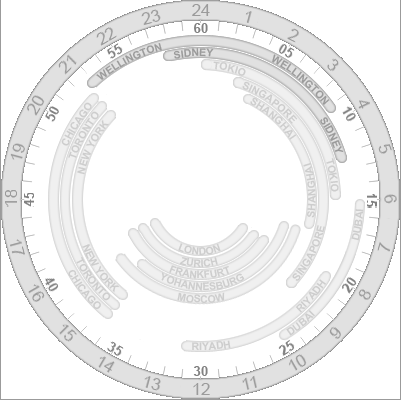 24
1
2
3
4
5
6
7
8
9
10
11
12
13
14
15
16
17
18
19
20
21
22
23
60
05
10
15
20
25
30
35
40
45
50
55
WELLINGTON
WELLINGTON
SIDNEY
SIDNEY
TOKIO
TOKIO
SINGAPORE
SINGAPORE
SHANGHAI
SHANGHAI
DUBAI
DUBAI
RIYADH
RIYADH
MOSCOW
YOHANNESBURG
FRANKFURT
ZURICH
LONDON
NEW YORK
NEW YORK
TORONTO
TORONTO
CHICAGO
CHICAGO